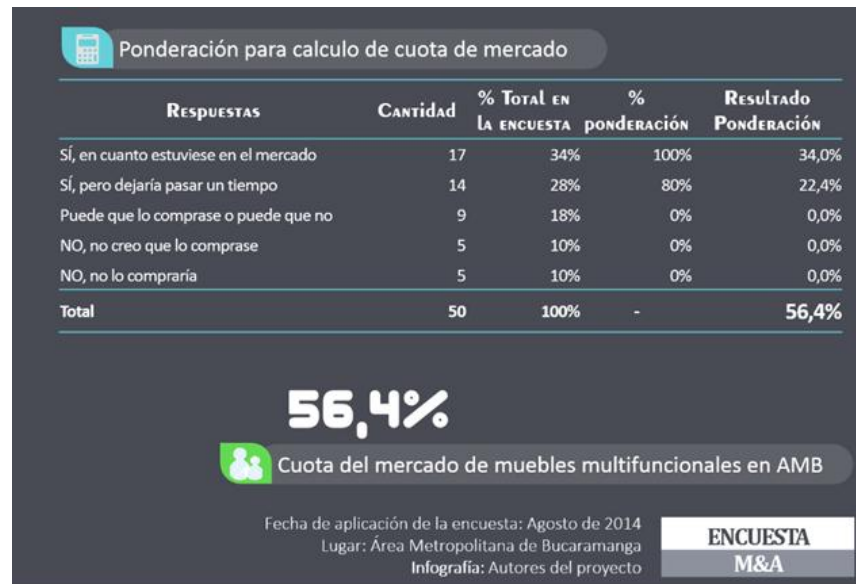 Ponderación para calculo de cuota de mercado
Respuestas Cantidad % Total en la encuesta % ponderación Resultado Ponderación
SÍ, en cuanto estuviese en el mercado 17 34% 100% 34,0%
SÍ, pero dejaría pasar un tiempo 14 28% 80% 22,4%
Puede que lo comprase o puede que no 9 18% 0% 0,0%
NO, no creo que lo comprase 5 10% 0% 0,0%
NO, no lo compraría 5 10% 0% 0,0%
Total 50 100% - 56,4%
56,4%
Cuota del mercado de muebles multifuncionales en AMB
Fecha de aplicación de la encuesta: Agosto de 2014
Lugar: Área Metropolitana de Bucaramanga
Infografía: Autores del proyecto
ENCUESTA
M&A